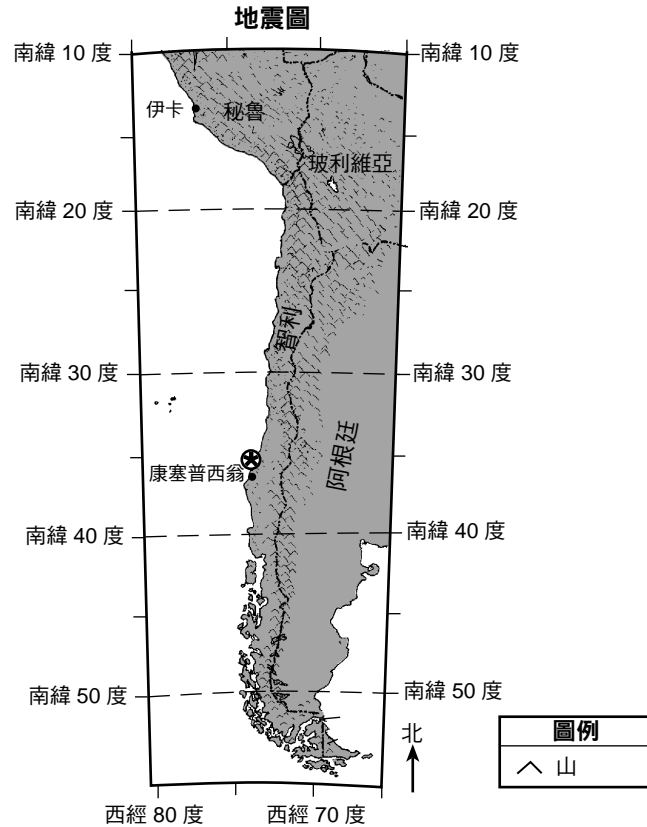 地震圖
南緯 10 度
南緯 10 度
伊卡
秘魯
玻利維亞
南緯 20 度
南緯 20 度
智利
南緯 30 度
南緯 30 度
阿根廷
康塞普西翁
南緯 40 度
南緯 40 度
南緯 50 度
南緯 50 度
北
圖例
山
西經 80 度
西經 70 度